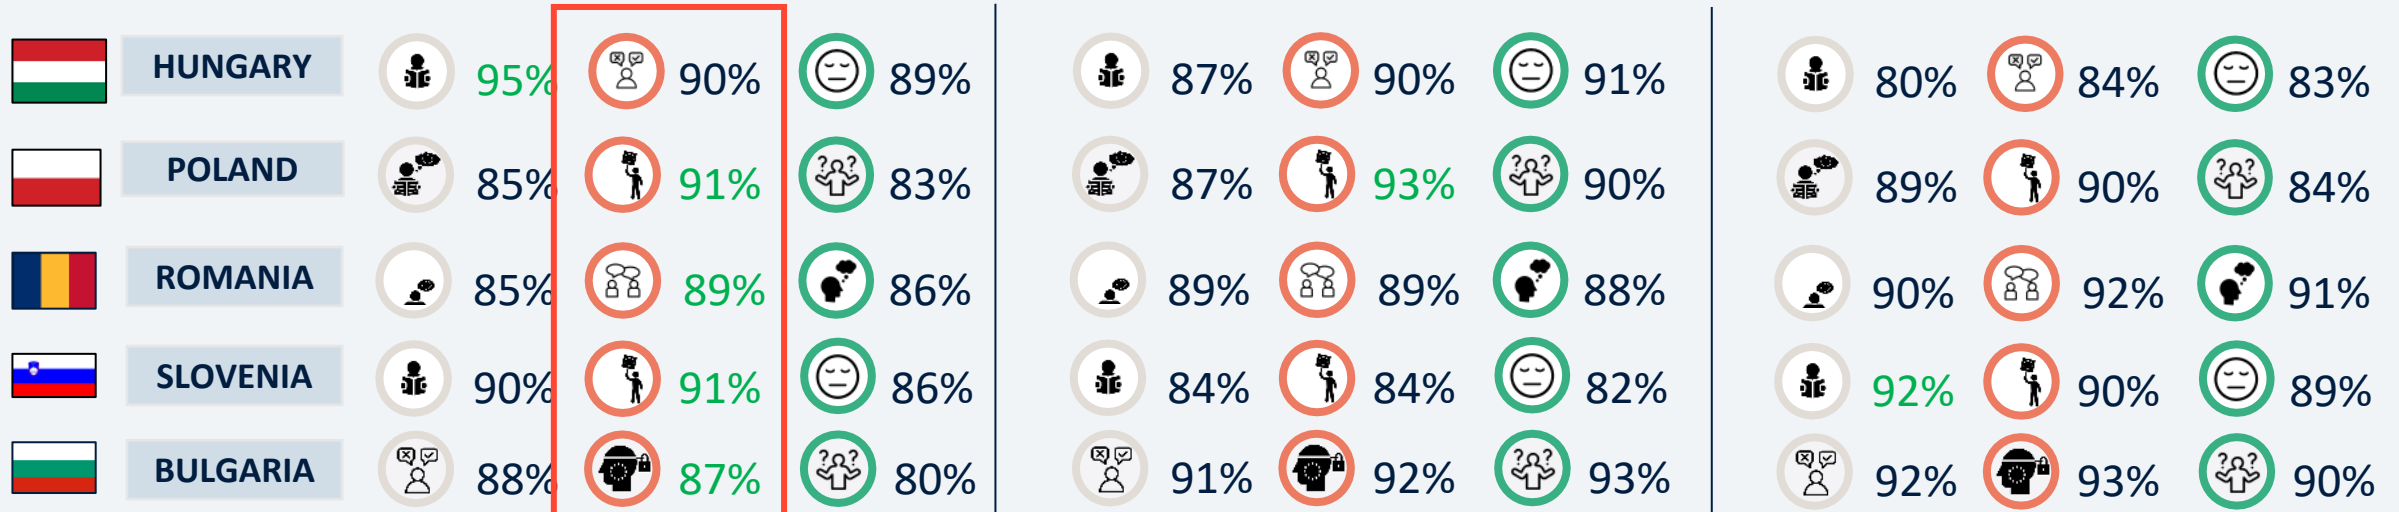 HUNGARY 95% 90% 89% 87% 90% 91% 80% 84% 83%
POLAND 85% 91% 83% 87% 93% 90% 89% 90% 84%
ROMANIA 85% 89% 86% 89% 89% 88% 90% 92% 91%
SLOVENIA 90% 91% 86% 84% 84% 82% 92% 90% 89%
BULGARIA 88% 87% 80% 91% 92% 93% 92% 93% 90%